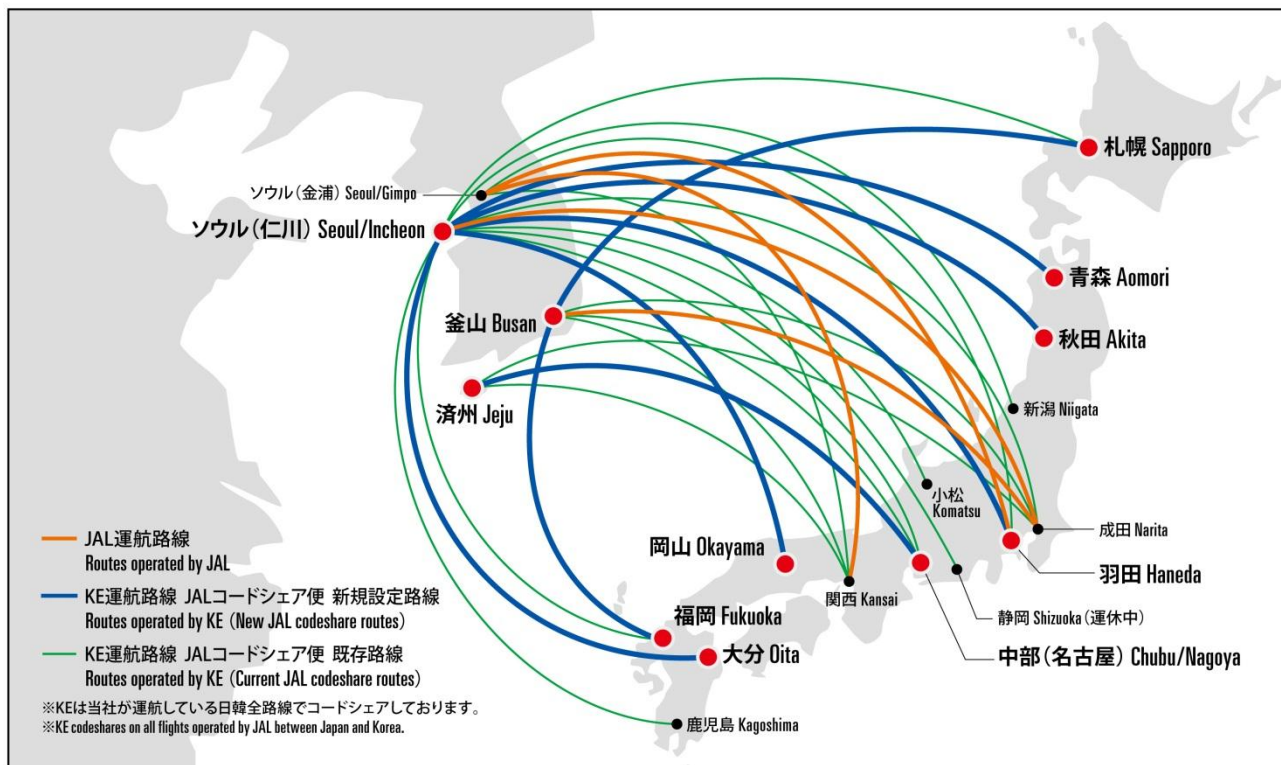 札幌 Sapporo
ソウル（金浦） Seoul/Gimpo
ソウル（仁川） Seoul/Incheon
青森 Aomori
釜山 Busan
秋田 Akita
済州 Jeju
新潟 Niigata
小松
Komatsu
成田 Narita
岡山 Okayama
羽田 Haneda
関西 Kansai
福岡 Fukuoka
静岡 Shizuoka（運休中）
大分 Oita
中部（名古屋） Chubu/Nagoya
鹿児島 Kagoshima
JAL運航路線
Routes operated by JAL
KE運航路線 JALコードシェア便 新規設定路線
Routes operated by KE (New JAL codeshare routes)
KE運航路線 JALコードシェア便 既存路線
Routes operated by KE (Current JAL codeshare routes)
※KEは当社が運航している日韓全路線でコードシェアしております。
※KE codeshares on all flights operated by JAL between Japan and Korea.